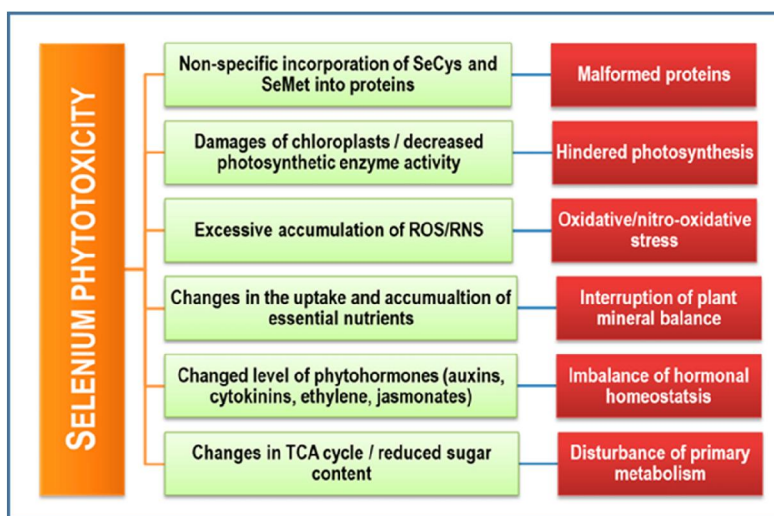 SELENIUM PHYTOTOXICITY
Non-specific incorporation of SeCys and
SeMet into proteins
Malformed proteins
Damages of chloroplasts / decreased
photosynthetic enzyme activity
Hindered photosynthesis
Excessive accumulation of ROS/RNS
Oxidative/nitro-oxidative
stress
Changes in the uptake and accumualtion of
essential nutrients
Interruption of plant
mineral balance
Changed level of phytohormones (auxins,
cytokinins, ethylene, jasmonates)
Imbalance of hormonal
homeostatsis
Changes in TCA cycle / reduced sugar
content
Disturbance of primary
metabolism